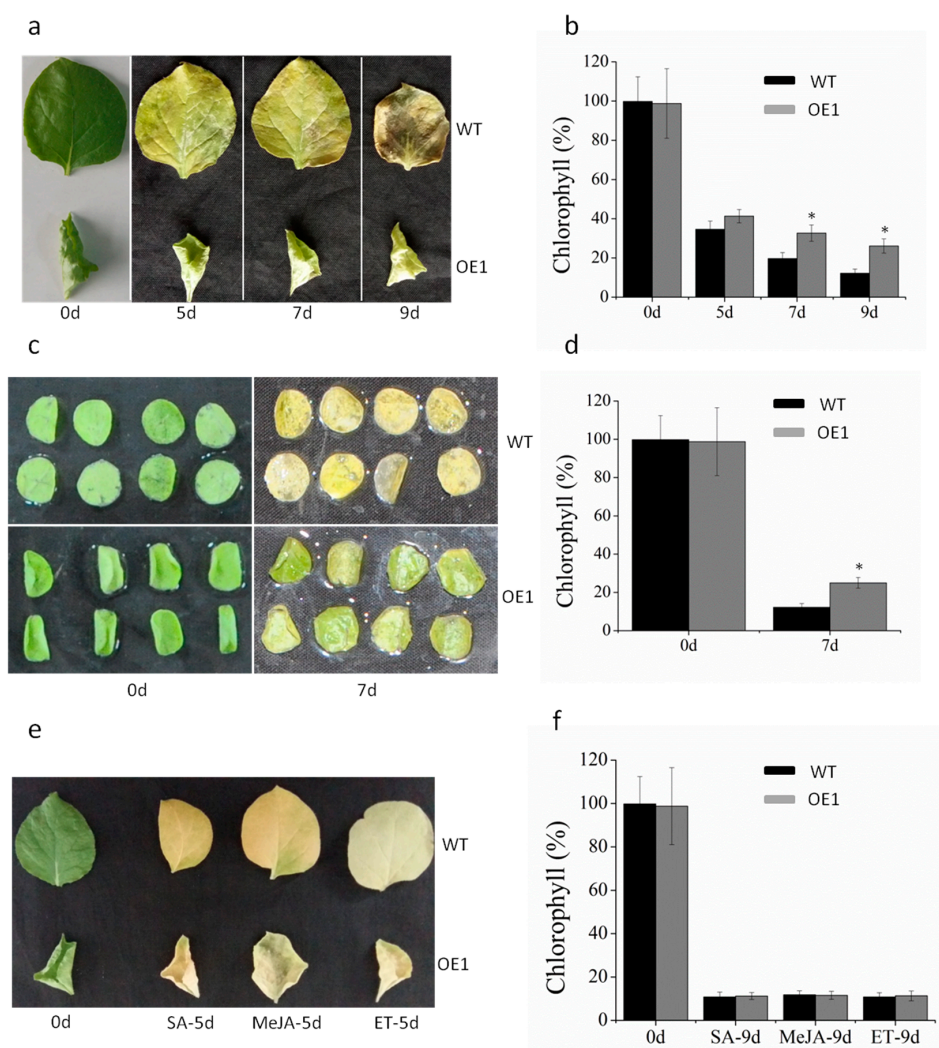 a
WT
OE1
0d 5d 7d 9d
b
120
100
80
60
40
20
0
Chlorophyll (%)
WT
OE1
* *
0d 5d 7d 9d
c
WT
OE1
0d 7d
d
120
100
80
60
40
20
0
Chlorophyll (%)
WT
OE1
*
0d 7d
e
WT
OE1
0d SA-5d MeJA-5d ET-5d
f
120
100
80
60
40
20
0
Chlorophyll (%)
WT
OE1
0d SA-9d MeJA-9d ET-9d